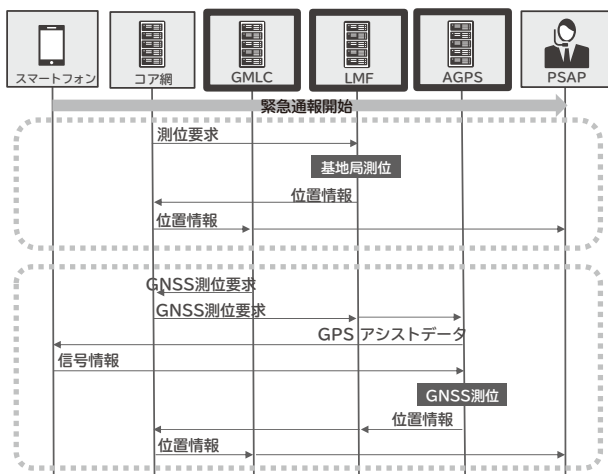 スマートフォン
コア網
GMLC
LMF
AGPS
PSAP
緊急通報開始
測位要求
基地局測位
位置情報
位置情報
GNSS測位要求
GNSS測位要求
GPS アシストデータ
信号情報
GNSS測位
位置情報
位置情報